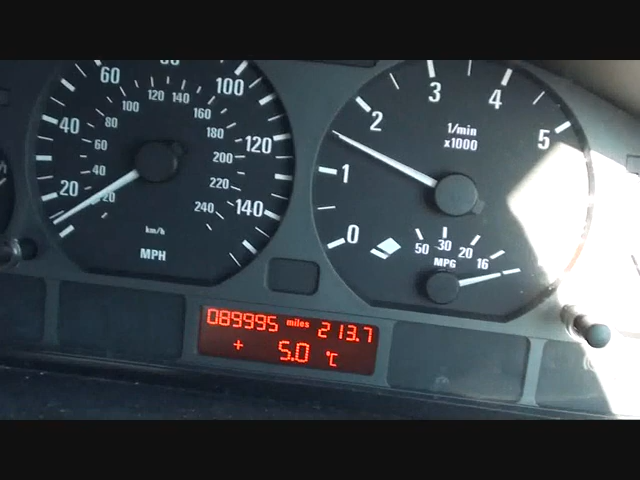 60 80 100
40 120
20 140
100 120 140 160
80 180
60 200
40 220
20 240
km/h
MPH
0 1 2 3 4 5
1/min
x1000
50 30 20 16
MPG
089995 miles 213.7
+ 5.0 °C